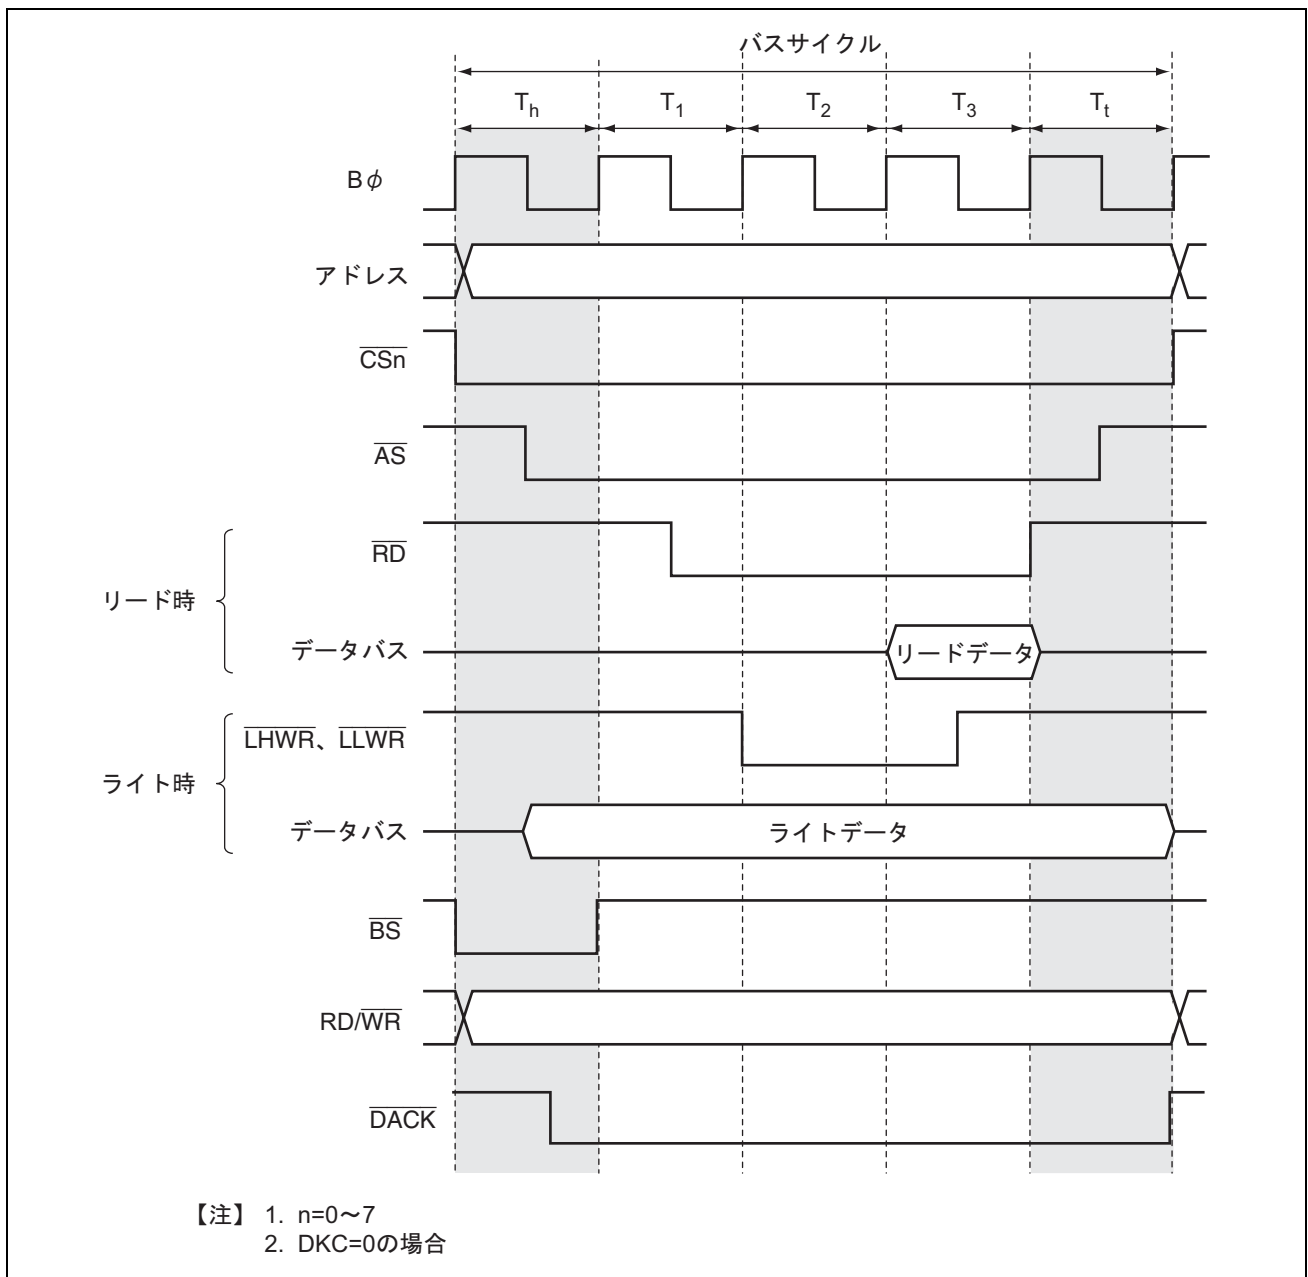 バスサイクル
Th T1 T2 T3 Tt
Bφ
アドレス
CSn
AS
RD
リード時
データバス リードデータ
LHWR、LLWR
ライト時
データバス ライトデータ
BS
RD/WR
DACK
【注】 1. n=0～7
2. DKC=0の場合